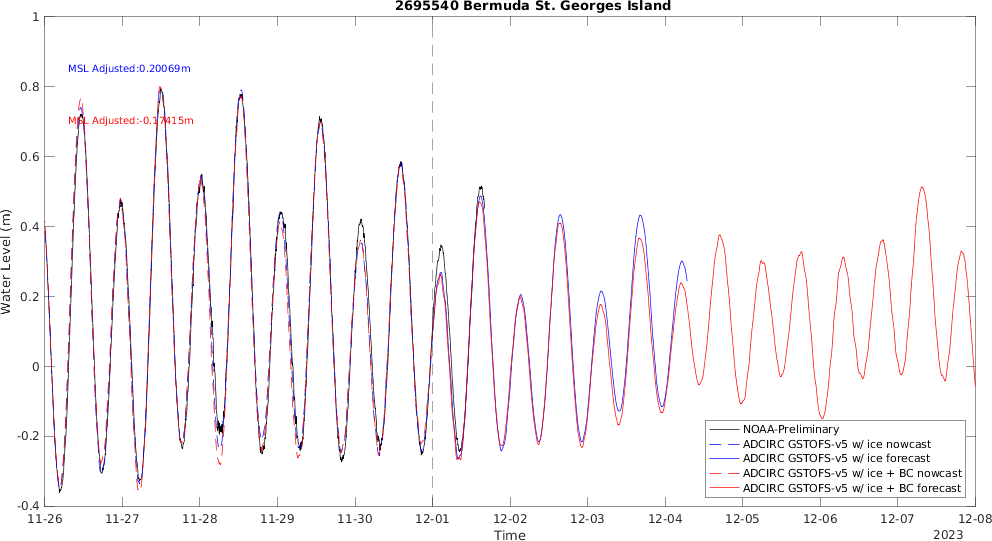 2695540 Bermuda St. Georges Island
MSL Adjusted:0.20069m
MSL Adjusted:-0.17415m
Water Level (m)
1
0.8
0.6
0.4
0.2
0
-0.2
-0.4
11-26 11-27 11-28 11-29 11-30 12-01 12-02 12-03 12-04 12-05 12-06 12-07 12-08
Time
2023
NOAA-Preliminary
ADCIRC GSTOFS-v5 w/ ice nowcast
ADCIRC GSTOFS-v5 w/ ice forecast
ADCIRC GSTOFS-v5 w/ ice + BC nowcast
ADCIRC GSTOFS-v5 w/ ice + BC forecast